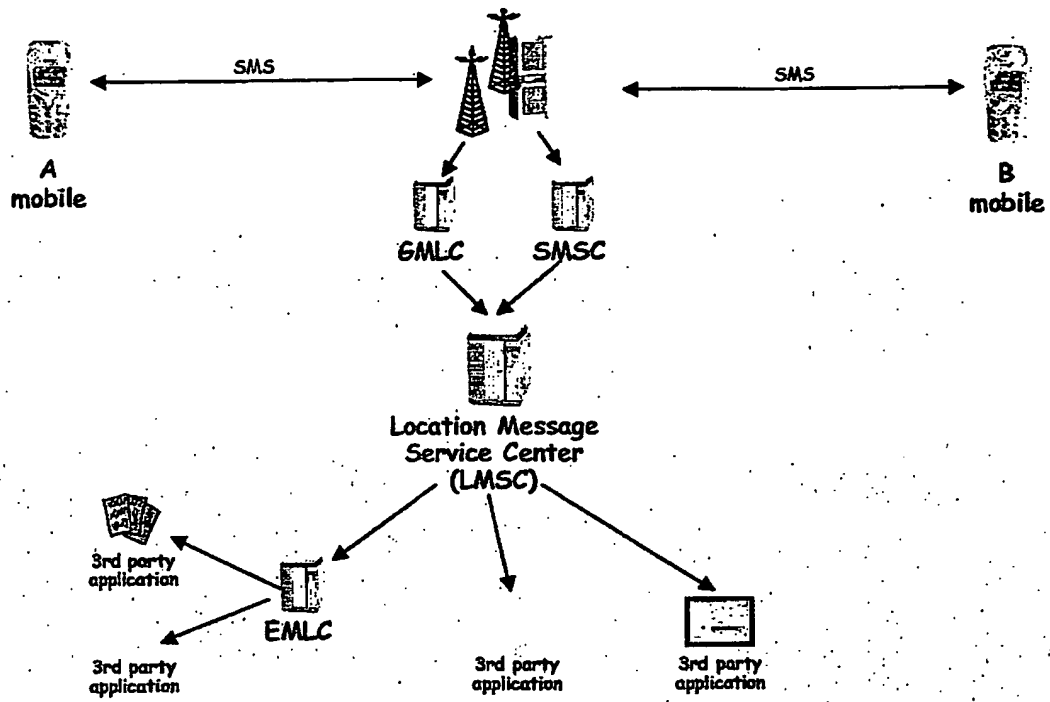 SMS
SMS
A
mobile
B
mobile
GMLC
SMSC
Location Message
Service Center
(LMSC)
3rd party
application
EMLC
3rd party
application
3rd party
application
3rd party
application